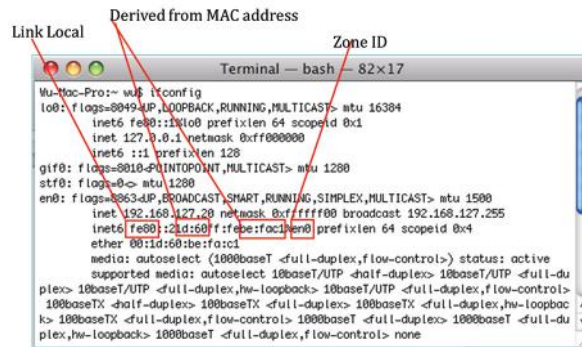 Derived from MAC address
Link Local
Zone ID
Terminal — bash — 82×17
Wu-Mac-Pro:~ wu$ ifconfig
lo0: flags=8049<UP,LOOPBACK,RUNNING,MULTICAST> mtu 16384
inet6 fe80::1%lo0 prefixlen 64 scopeid 0x1
inet 127.0.0.1 netmask 0xff000000
inet6 ::1 prefixlen 128
gif0: flags=8010<POINTOPOINT,MULTICAST> mtu 1280
stf0: flags=0<> mtu 1280
en0: flags=8863<UP,BROADCAST,SMART,RUNNING,SIMPLEX,MULTICAST> mtu 1500
inet 192.168.127.20 netmask 0xffffff00 broadcast 192.168.127.255
inet6 fe80::21d:60ff:febe:fac1%en0 prefixlen 64 scopeid 0x4
ether 00:1d:60:be:fa:c1
media: autoselect (1000baseT <full-duplex,flow-control>) status: active
supported media: autoselect 10baseT/UTP <half-duplex> 10baseT/UTP <full-du
plex> 10baseT/UTP <full-duplex,hw-loopback> 10baseT/UTP <full-duplex,flow-control>
100baseTX <half-duplex> 100baseTX <full-duplex> 100baseTX <full-duplex,hw-loopbac
k> 100baseTX <full-duplex,flow-control> 1000baseT <full-duplex> 1000baseT <full-du
plex,hw-loopback> 1000baseT <full-duplex,flow-control> none